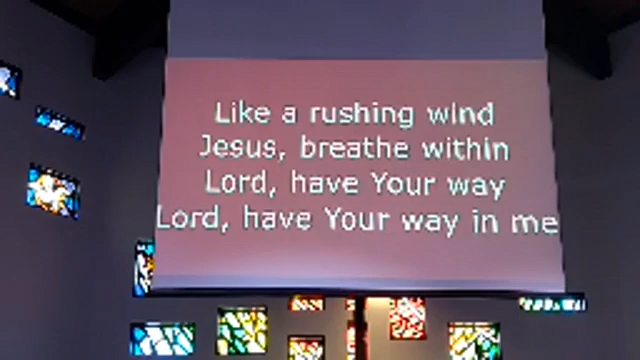 Like a rushing wind
Jesus, breathe within
Lord, have Your way
Lord, have Your way in me